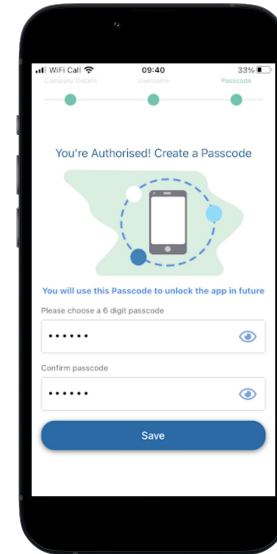 WiFi Call 09:40 33%
Company Details Username Passcode
You're Authorised! Create a Passcode
You will use this Passcode to unlock the app in future
Please choose a 6 digit passcode
••••••
Confirm passcode
••••••
Save